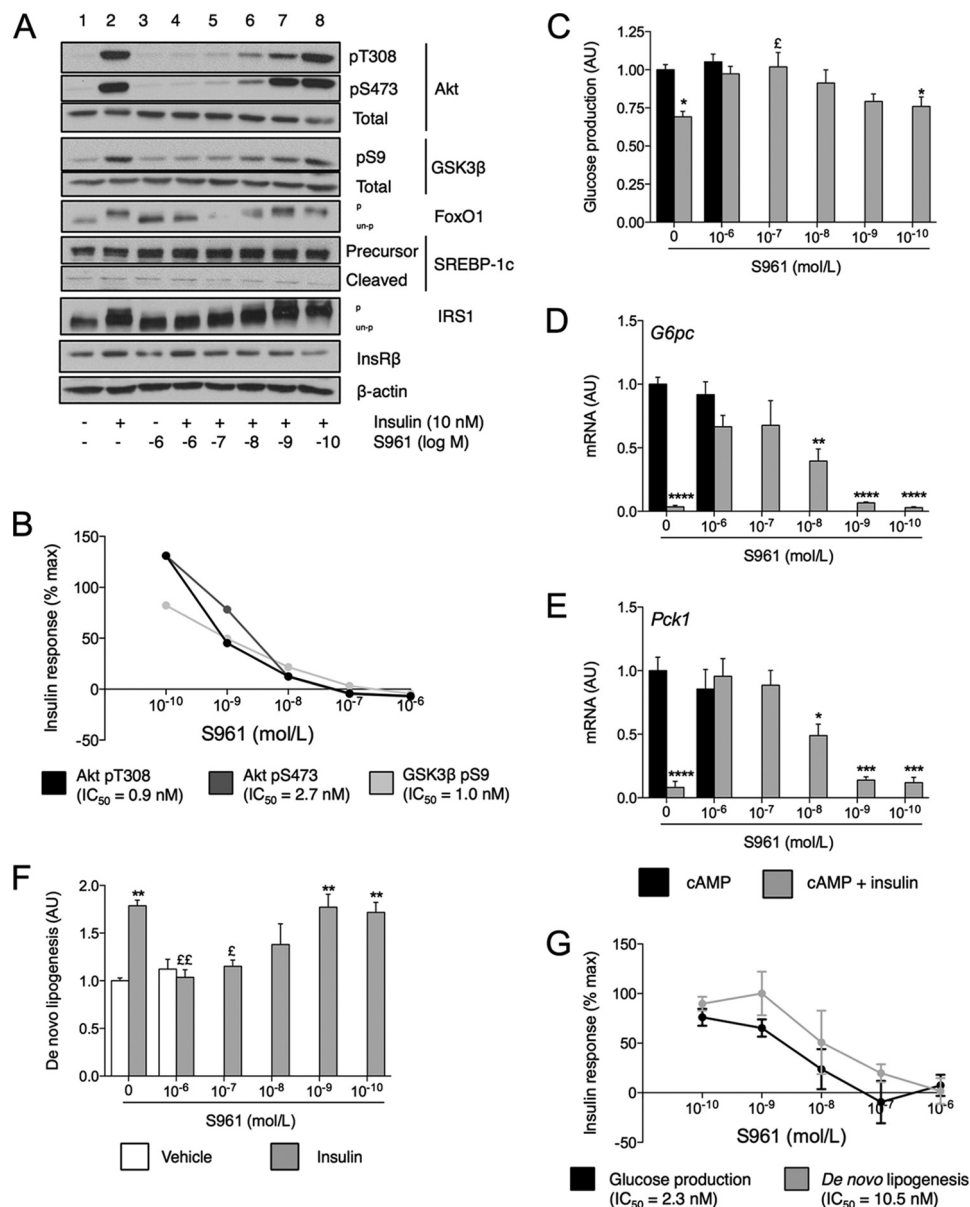 A
1 2 3 4 5 6 7 8
pT308
pS473
Total
Akt
pS9
Total
GSK3β
p
un-p
FoxO1
Precursor
Cleaved
SREBP-1c
p
un-p
IRS1
InsRβ
β-actin
- + - + + + + + Insulin (10 nM)
- - -6 -6 -7 -8 -9 -10 S961 (log M)
B
Insulin response (% max)
150
100
50
0
-50
10-10 10-9 10-8 10-7 10-6
S961 (mol/L)
Akt pT308
(IC50 = 0.9 nM)
Akt pS473
(IC50 = 2.7 nM)
GSK3β pS9
(IC50 = 1.0 nM)
C
Glucose production (AU)
1.25
1.00
0.75
0.50
0.25
0.00
* £ *
0 10-6 10-7 10-8 10-9 10-10
S961 (mol/L)
D
G6pc
mRNA (AU)
1.5
1.0
0.5
0.0
**** ** **** ****
0 10-6 10-7 10-8 10-9 10-10
S961 (mol/L)
E
Pck1
mRNA (AU)
1.5
1.0
0.5
0.0
**** * *** ***
0 10-6 10-7 10-8 10-9 10-10
S961 (mol/L)
cAMP
cAMP + insulin
F
De novo lipogenesis (AU)
2.0
1.5
1.0
0.5
0.0
** ££ £ ** **
0 10-6 10-7 10-8 10-9 10-10
S961 (mol/L)
Vehicle
Insulin
G
Insulin response (% max)
150
100
50
0
-50
10-10 10-9 10-8 10-7 10-6
S961 (mol/L)
Glucose production
(IC50 = 2.3 nM)
De novo lipogenesis
(IC50 = 10.5 nM)